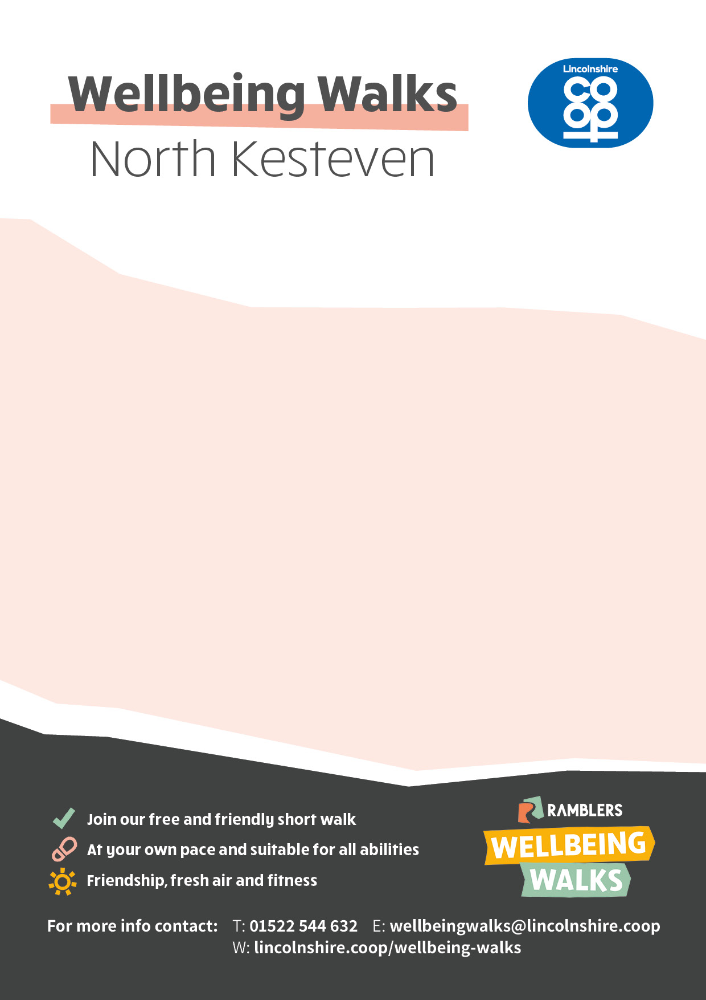 Wellbeing Walks
North Kesteven
Lincolnshire
co
op
Join our free and friendly short walk
At your own pace and suitable for all abilities
Friendship, fresh air and fitness
RAMBLERS
WELLBEING
WALKS
For more info contact: T: 01522 544 632 E: wellbeingwalks@lincolnshire.coop
W: lincolnshire.coop/wellbeing-walks